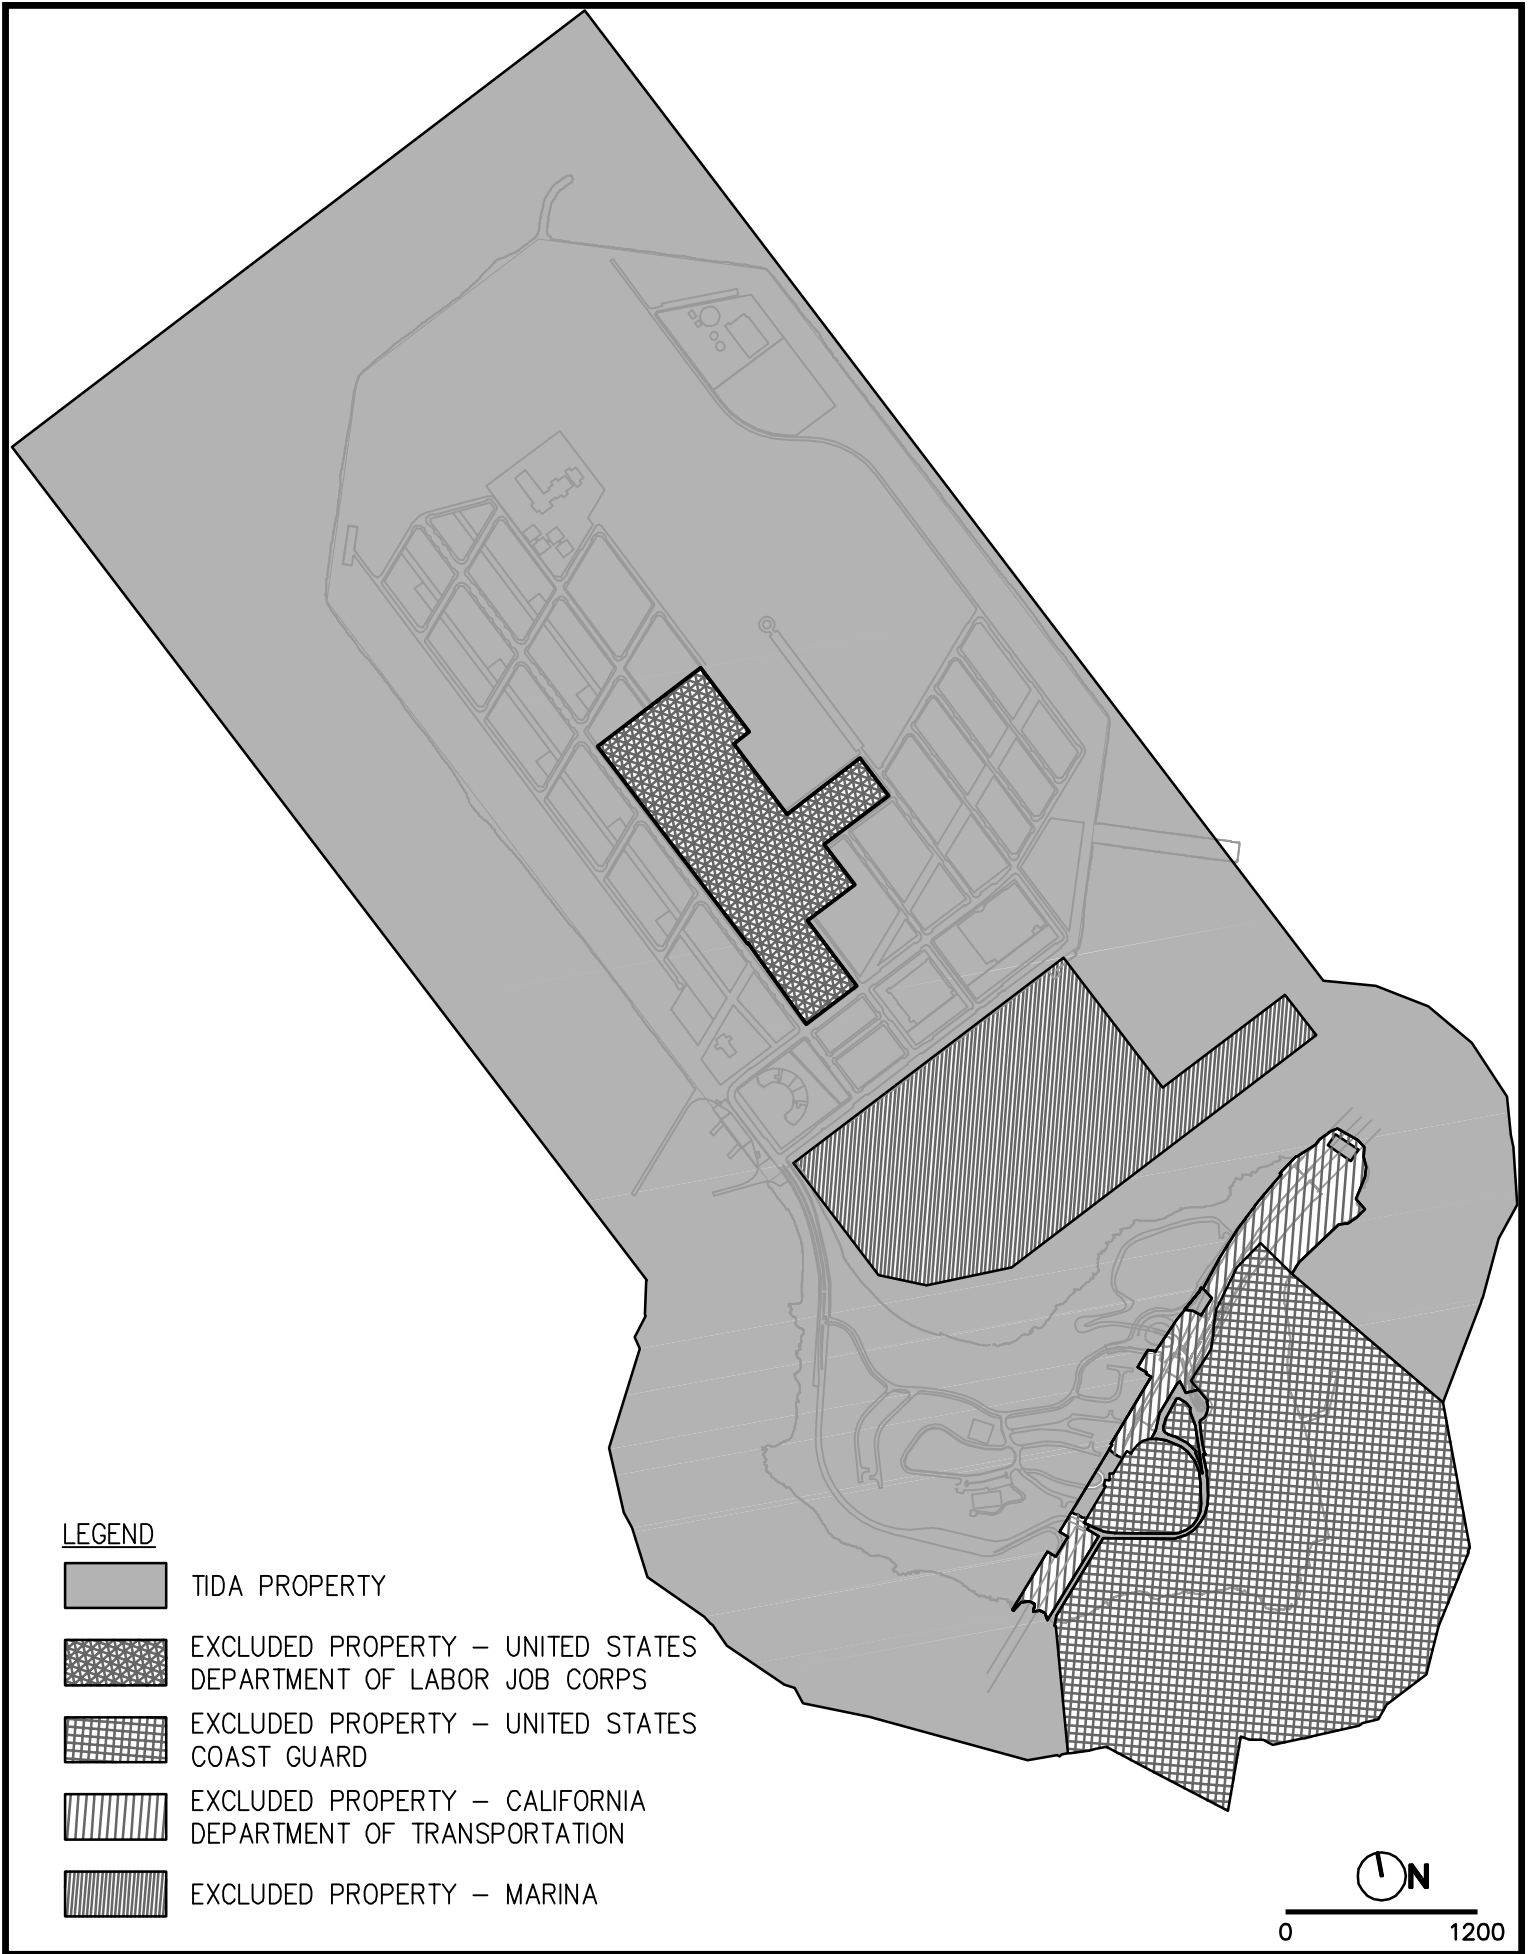 LEGEND
TIDA PROPERTY
EXCLUDED PROPERTY – UNITED STATES
DEPARTMENT OF LABOR JOB CORPS
EXCLUDED PROPERTY – UNITED STATES
COAST GUARD
EXCLUDED PROPERTY – CALIFORNIA
DEPARTMENT OF TRANSPORTATION
EXCLUDED PROPERTY – MARINA
N
0 1200